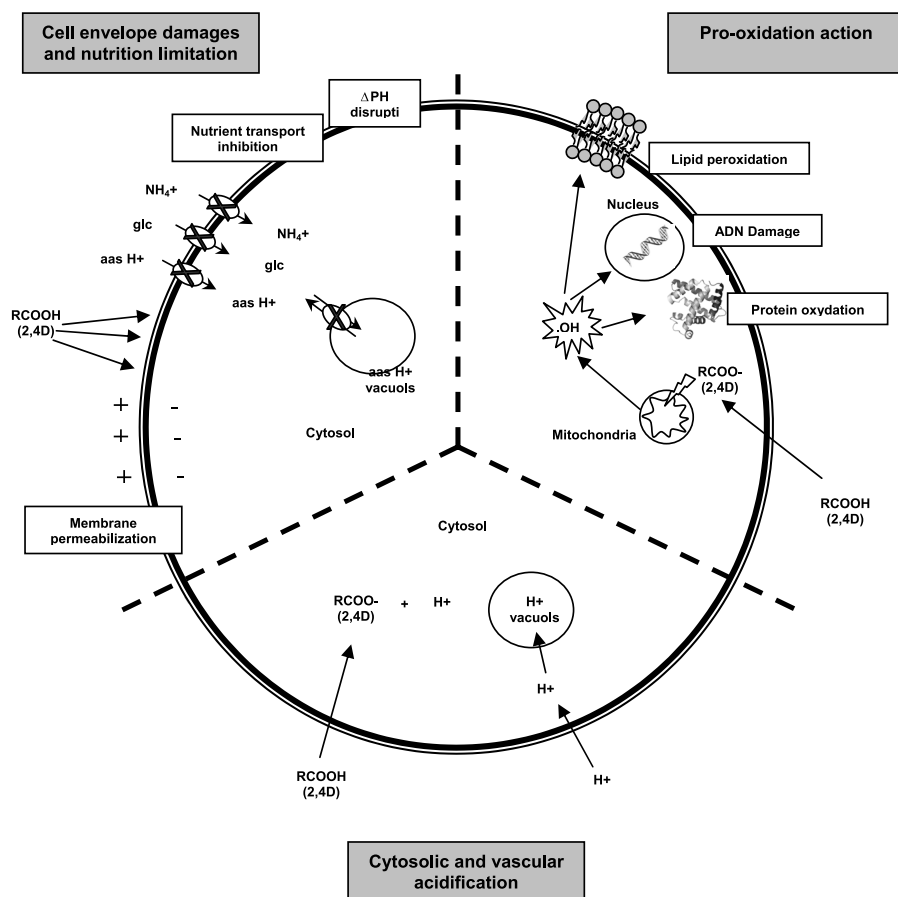 Cell envelope damages
and nutrition limitation
Pro-oxidation action
ΔPH
disrupti
Nutrient transport
inhibition
Lipid peroxidation
NH₄+
glc
aas H+
NH₄+
glc
aas H+
Nucleus
ADN Damage
Protein oxydation
RCOOH
(2,4D)
.OH
aas H+
vacuols
RCOO-
(2,4D)
+ -
+ -
+ -
Cytosol
Mitochondria
RCOOH
(2,4D)
Membrane
permeabilization
Cytosol
RCOO- + H+
(2,4D)
H+
vacuols
H+
RCOOH
(2,4D)
H+
Cytosolic and vascular
acidification